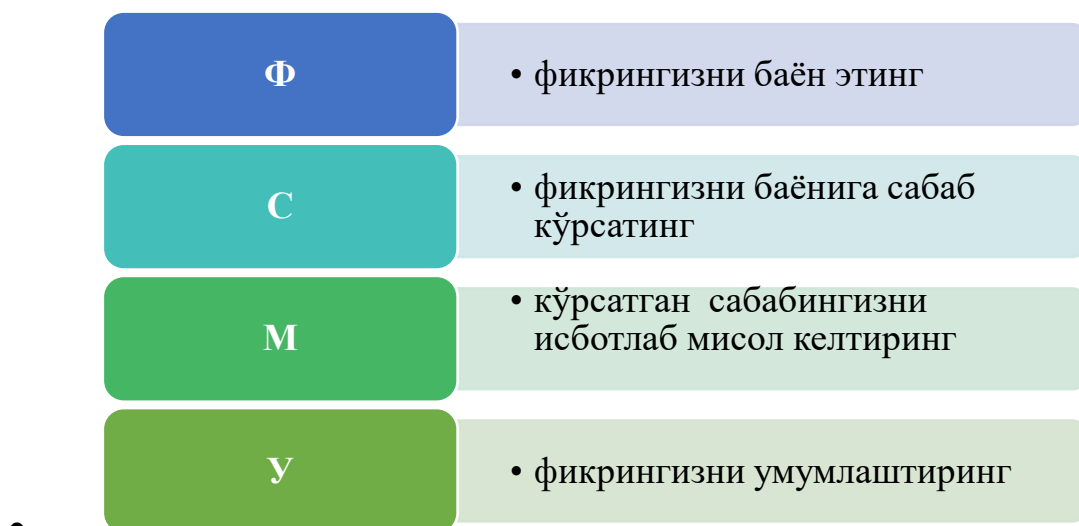 Ф
• фикрингизни баён этинг
С
• фикрингизни баёнига сабаб
кўрсатинг
М
• кўрсатган  сабабингизни
исботлаб мисол келтиринг
У
• фикрингизни умумлаштиринг
•